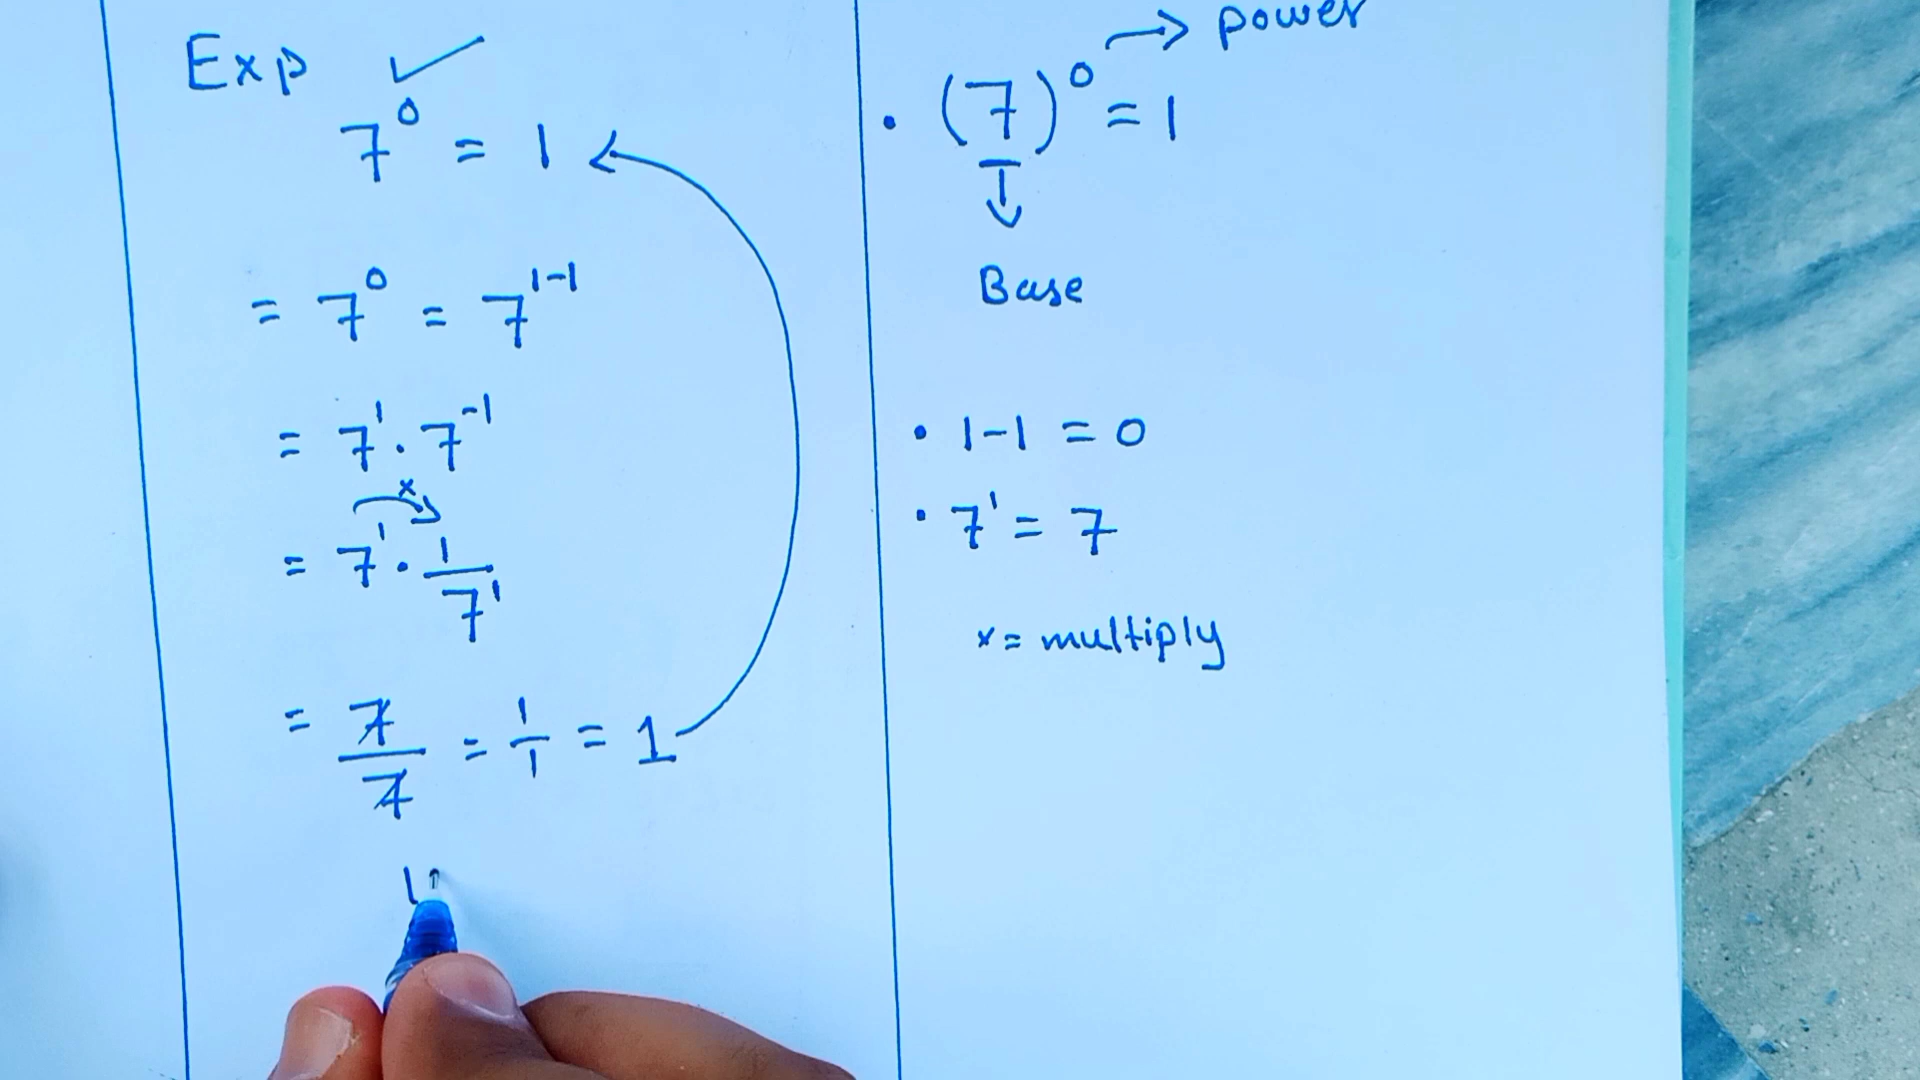 Exp ✓
7⁰ = 1
= 7⁰ = 7¹⁻¹
= 7¹ · 7⁻¹
x
= 7¹ · 1/7¹
= 7/7 = 1/1 = 1
→ power
• (7)⁰ = 1
Base
• 1-1 = 0
• 7¹ = 7
x = multiply